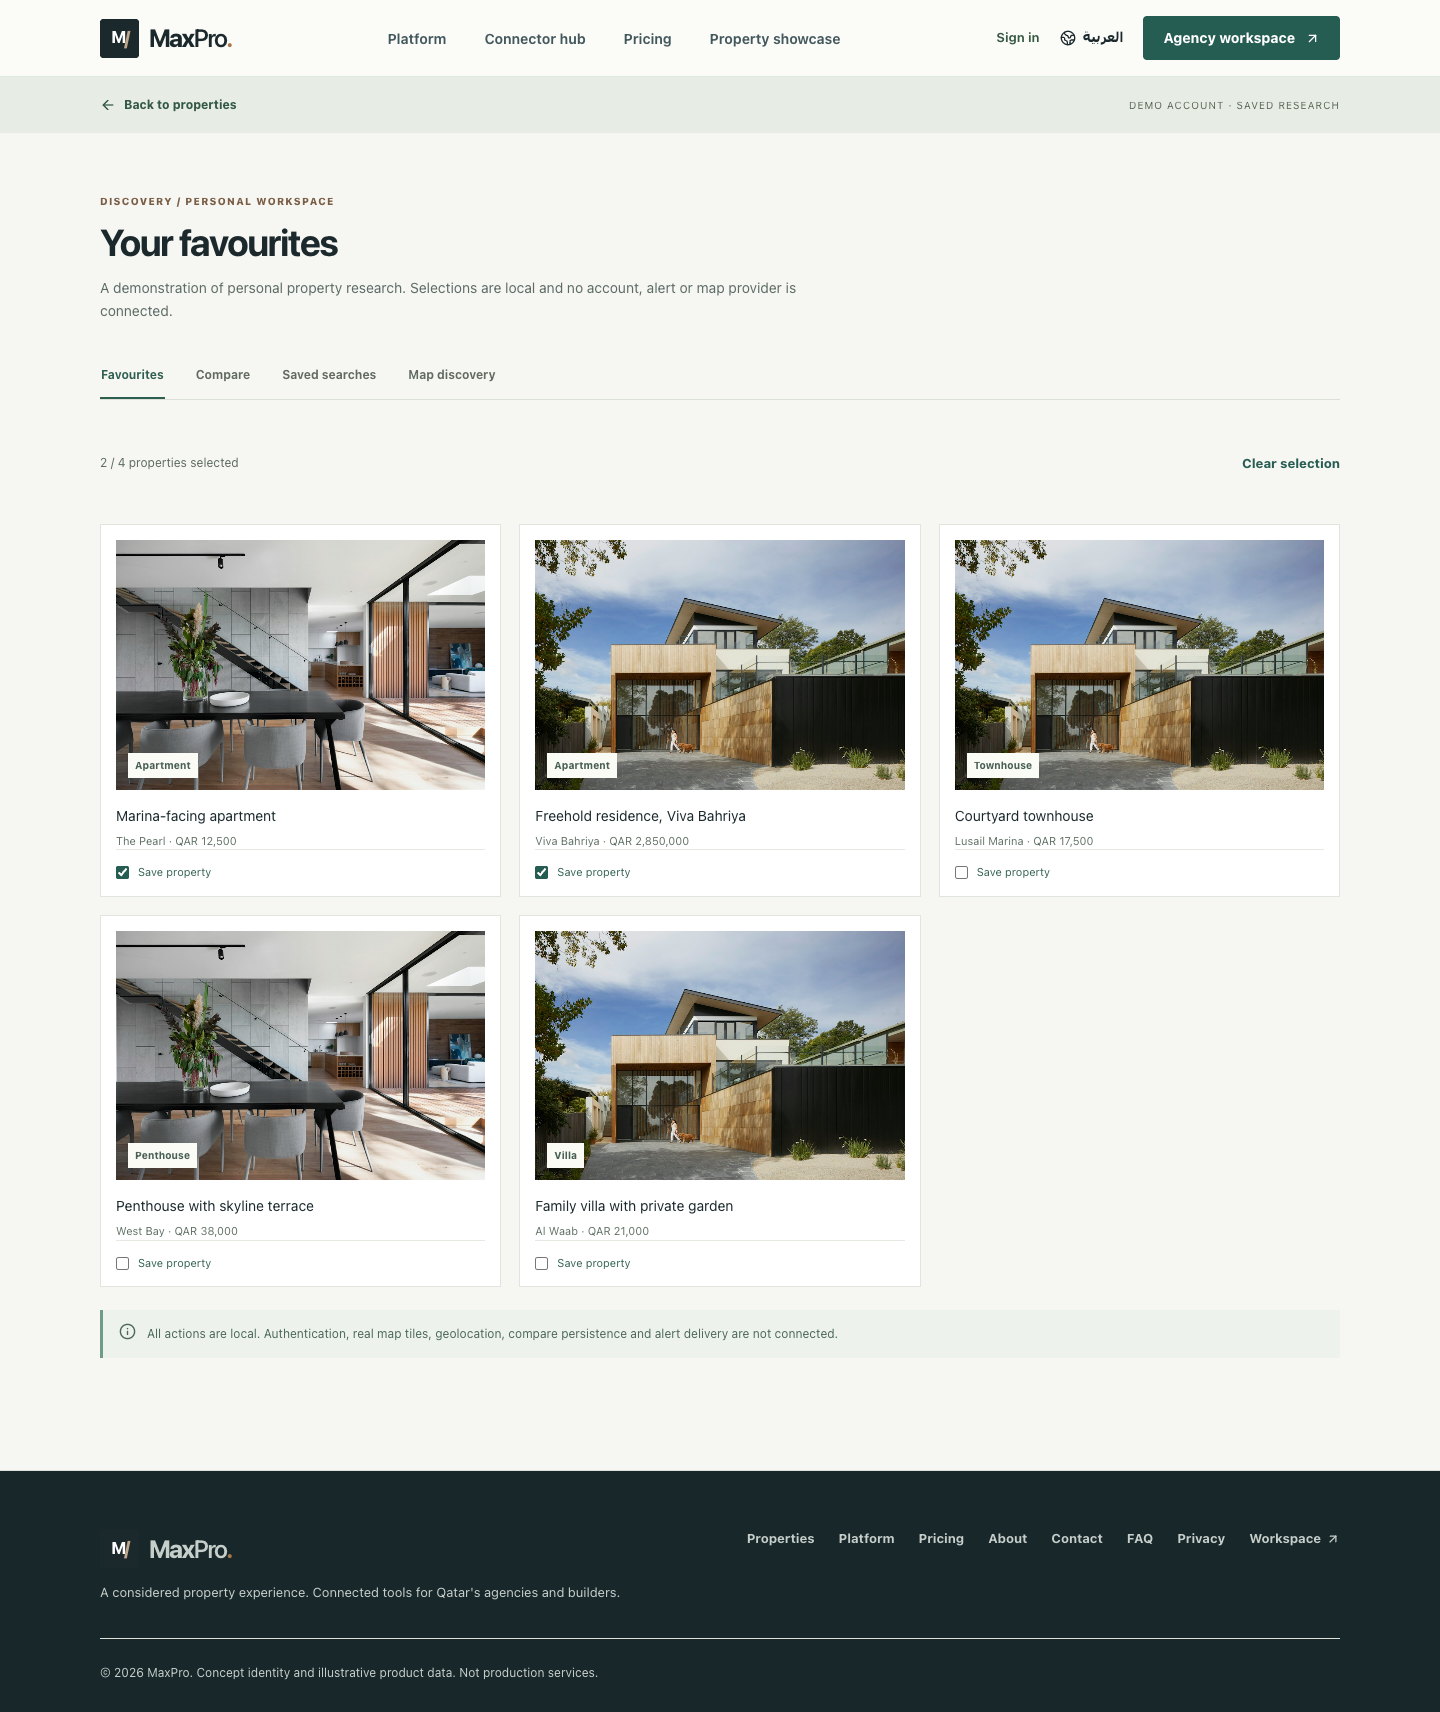 M/ MaxPro.
Platform
Connector hub
Pricing
Property showcase
Sign in
العربية
Agency workspace
Back to properties
DEMO ACCOUNT · SAVED RESEARCH
DISCOVERY / PERSONAL WORKSPACE
Your favourites
A demonstration of personal property research. Selections are local and no account, alert or map provider is
connected.
Favourites
Compare
Saved searches
Map discovery
2 / 4 properties selected
Clear selection
Apartment
Marina-facing apartment
The Pearl · QAR 12,500
Save property
Apartment
Freehold residence, Viva Bahriya
Viva Bahriya · QAR 2,850,000
Save property
Townhouse
Courtyard townhouse
Lusail Marina · QAR 17,500
Save property
Penthouse
Penthouse with skyline terrace
West Bay · QAR 38,000
Save property
Villa
Family villa with private garden
Al Waab · QAR 21,000
Save property
All actions are local. Authentication, real map tiles, geolocation, compare persistence and alert delivery are not connected.
M/ MaxPro.
Properties
Platform
Pricing
About
Contact
FAQ
Privacy
Workspace
A considered property experience. Connected tools for Qatar's agencies and builders.
© 2026 MaxPro. Concept identity and illustrative product data. Not production services.